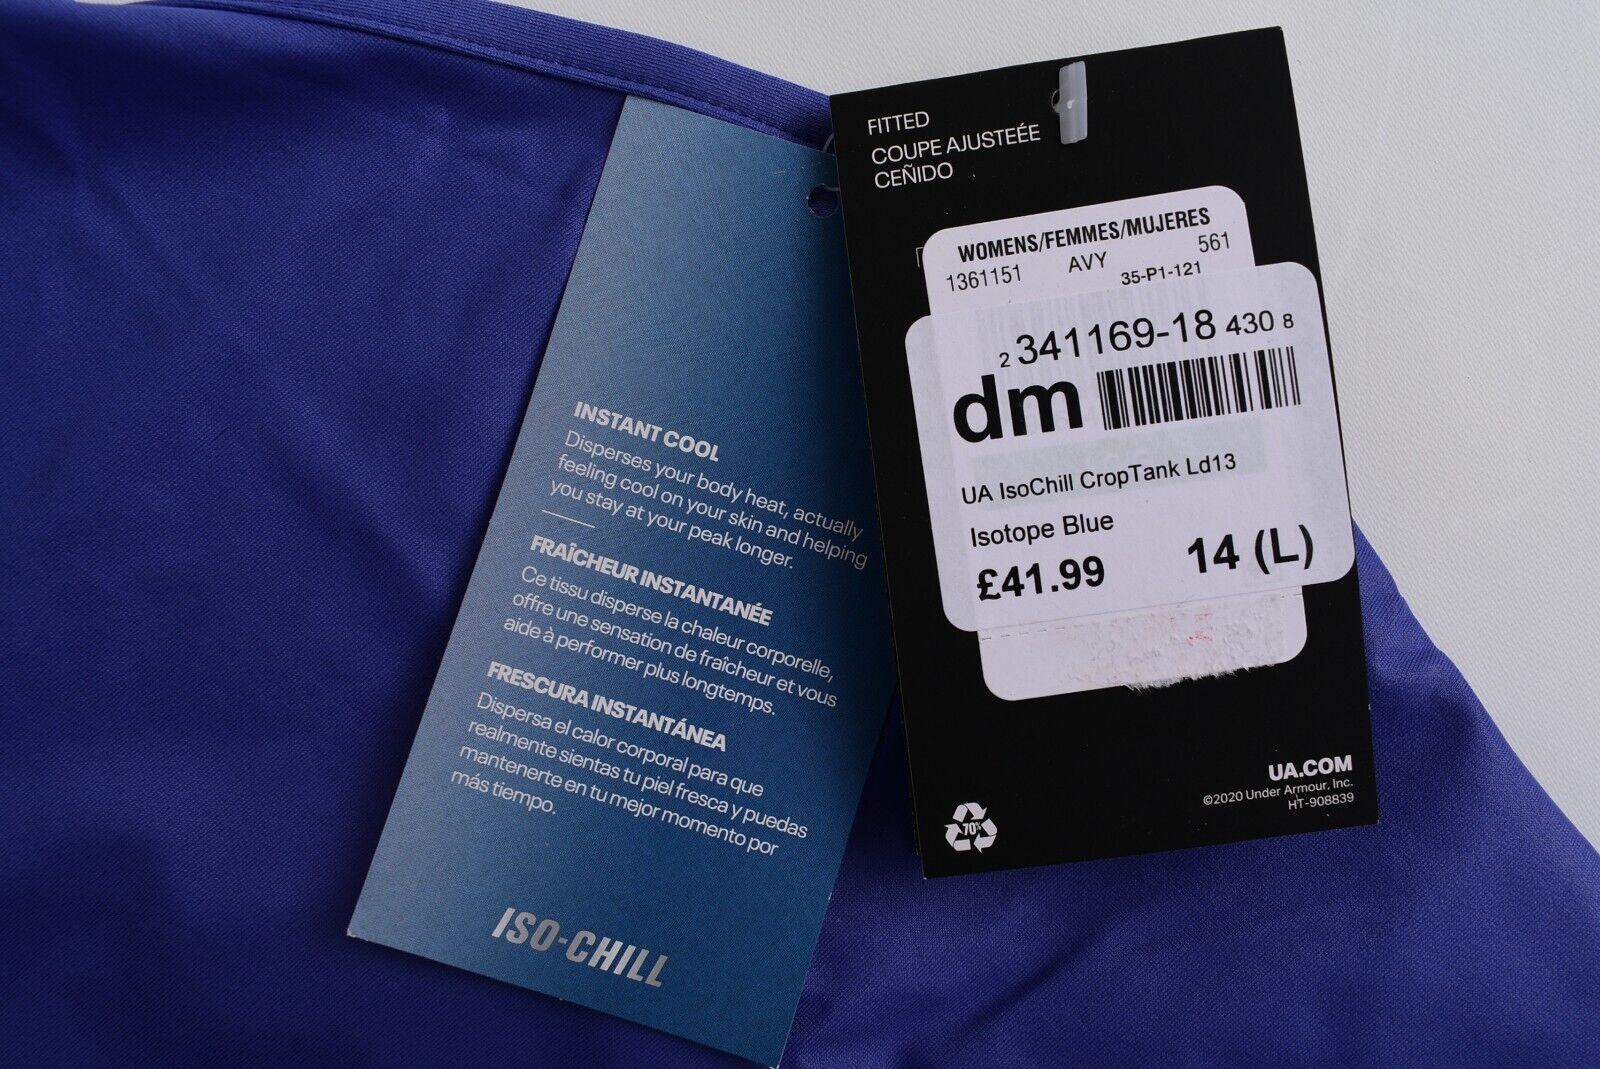 INSTANT COOL
Disperses your body heat, actually
feeling cool on your skin and helping
you stay at your peak longer.
FRAÎCHEUR INSTANTANÉE
Ce tissu disperse la chaleur corporelle,
offre une sensation de fraîcheur et vous
aide à performer plus longtemps.
FRESCURA INSTANTÁNEA
Dispersa el calor corporal para que
realmente sientas tu piel fresca y puedas
mantenerte en tu mejor momento por
más tiempo.
ISO-CHILL
FITTED
COUPE AJUSTEÉE
CEÑIDO
WOMENS/FEMMES/MUJERES
1361151 AVY 561
35-P1-121
2 341169-18 430 8
dm
UA IsoChill CropTank Ld13
Isotope Blue
£41.99 14 (L)
UA.COM
©2020 Under Armour, Inc.
HT-908839
70%